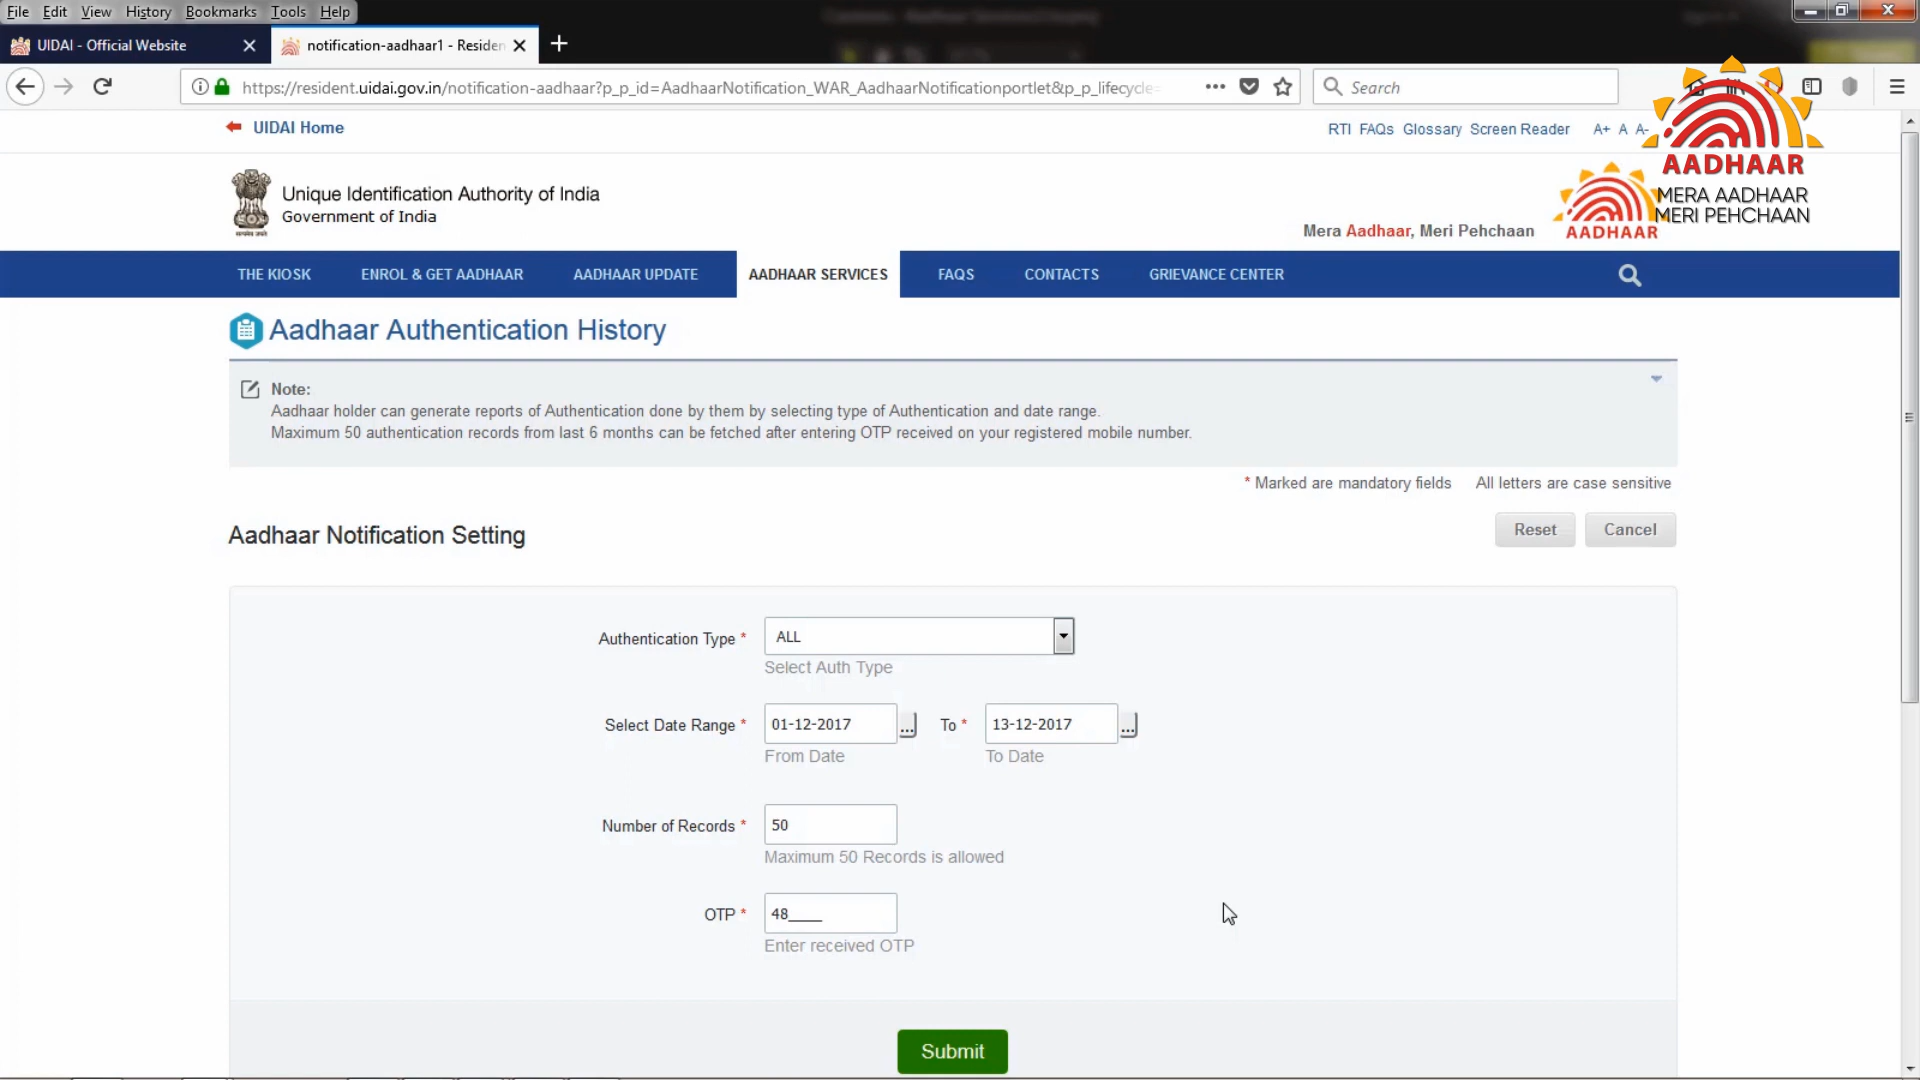 File Edit View History Bookmarks Tools Help
UIDAI - Official Website
notification-aadhaar1 - Residen
https://resident.uidai.gov.in/notification-aadhaar?p_p_id=AadhaarNotification_WAR_AadhaarNotificationportlet&p_p_lifecycle=
Search
UIDAI Home
RTI FAQs Glossary Screen Reader A+ A A-
AADHAAR
MERA AADHAAR
MERI PEHCHAAN
Unique Identification Authority of India
Government of India
Mera Aadhaar, Meri Pehchaan
AADHAAR
THE KIOSK ENROL & GET AADHAAR AADHAAR UPDATE AADHAAR SERVICES FAQS CONTACTS GRIEVANCE CENTER
Aadhaar Authentication History
Note:
Aadhaar holder can generate reports of Authentication done by them by selecting type of Authentication and date range.
Maximum 50 authentication records from last 6 months can be fetched after entering OTP received on your registered mobile number.
* Marked are mandatory fields All letters are case sensitive
Aadhaar Notification Setting
Reset Cancel
Authentication Type * ALL
Select Auth Type
Select Date Range * 01-12-2017 ... To * 13-12-2017 ...
From Date To Date
Number of Records * 50
Maximum 50 Records is allowed
OTP * 48____
Enter received OTP
Submit